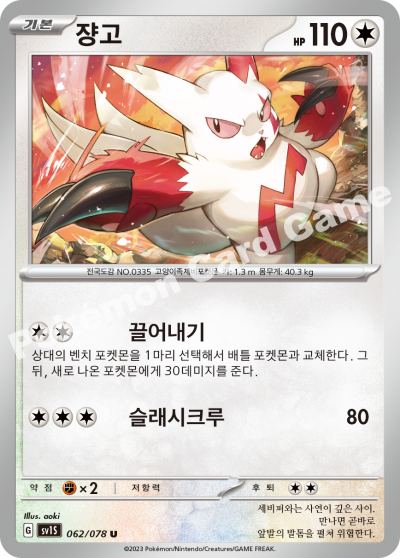 기본 쟝고 HP 110
Pokémon Card Game
전국도감 NO.0335 고양이족제비포켓몬 키: 1.3 m 몸무게: 40.3 kg
끌어내기
상대의 벤치 포켓몬을 1마리 선택해서 배틀 포켓몬과 교체한다. 그
뒤, 새로 나온 포켓몬에게 30데미지를 준다.
슬래시크루 80
약점 ×2 저항력 후퇴
Illus. aoki
G sv1S 062/078 U
세비퍼와는 사연이 깊은 사이.
만나면 곧바로
앞발의 발톱을 펼쳐 위협한다.
©2023 Pokémon/Nintendo/Creatures/GAME FREAK.